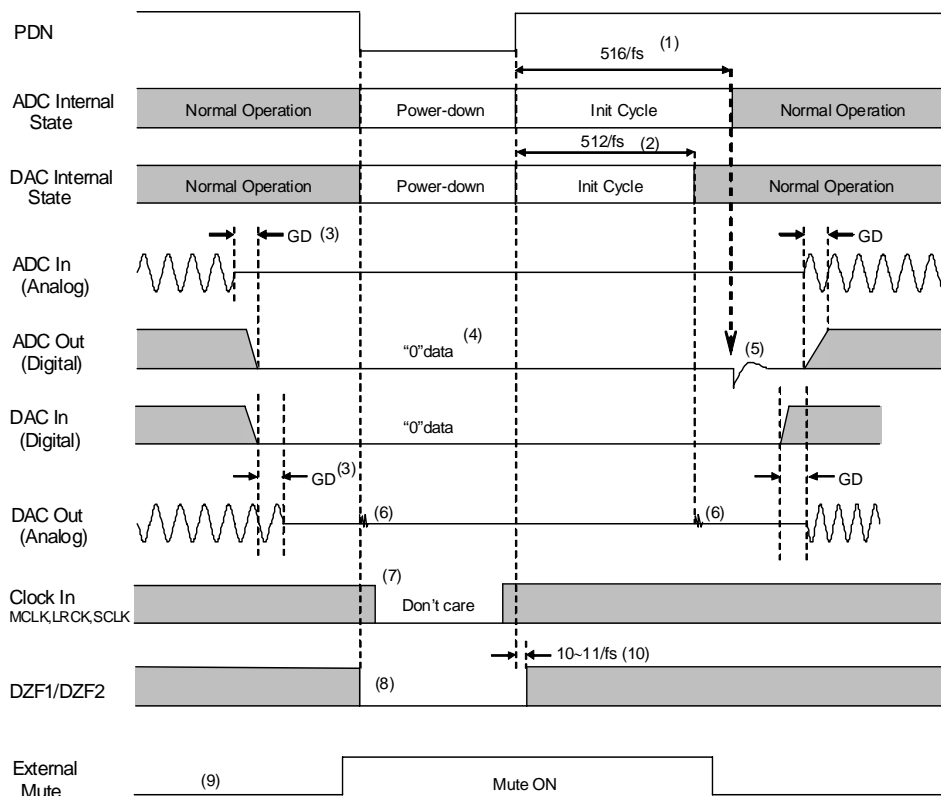 PDN
516/fs (1)
ADC Internal
State
Normal Operation
Power-down
Init Cycle
Normal Operation
512/fs (2)
DAC Internal
State
Normal Operation
Power-down
Init Cycle
Normal Operation
GD (3)
GD
ADC In
(Analog)
ADC Out
(Digital)
“0”data
(4)
(5)
DAC In
(Digital)
“0”data
GD (3)
GD
DAC Out
(Analog)
(6)
(6)
Clock In
MCLK,LRCK,SCLK
(7)
Don’t care
10~11/fs (10)
DZF1/DZF2
(8)
External
Mute
(9)
Mute ON